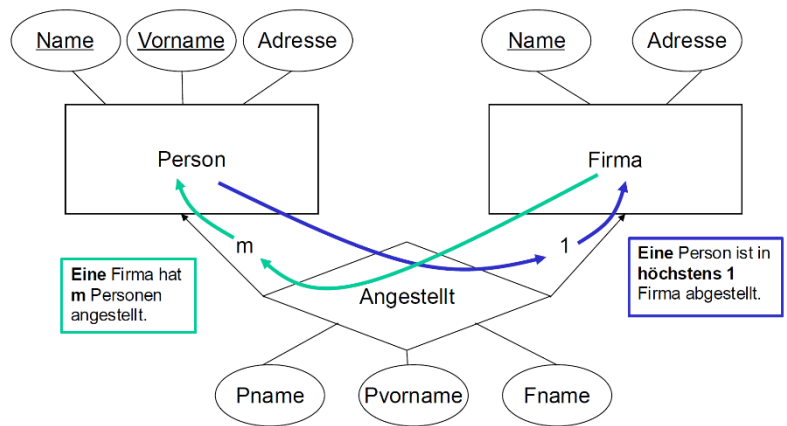 Name
Vorname
Adresse
Name
Adresse
Person
Firma
m
1
Eine Firma hat
m Personen
angestellt.
Angestellt
Eine Person ist in
höchstens 1
Firma abgestellt.
Pname
Pvorname
Fname